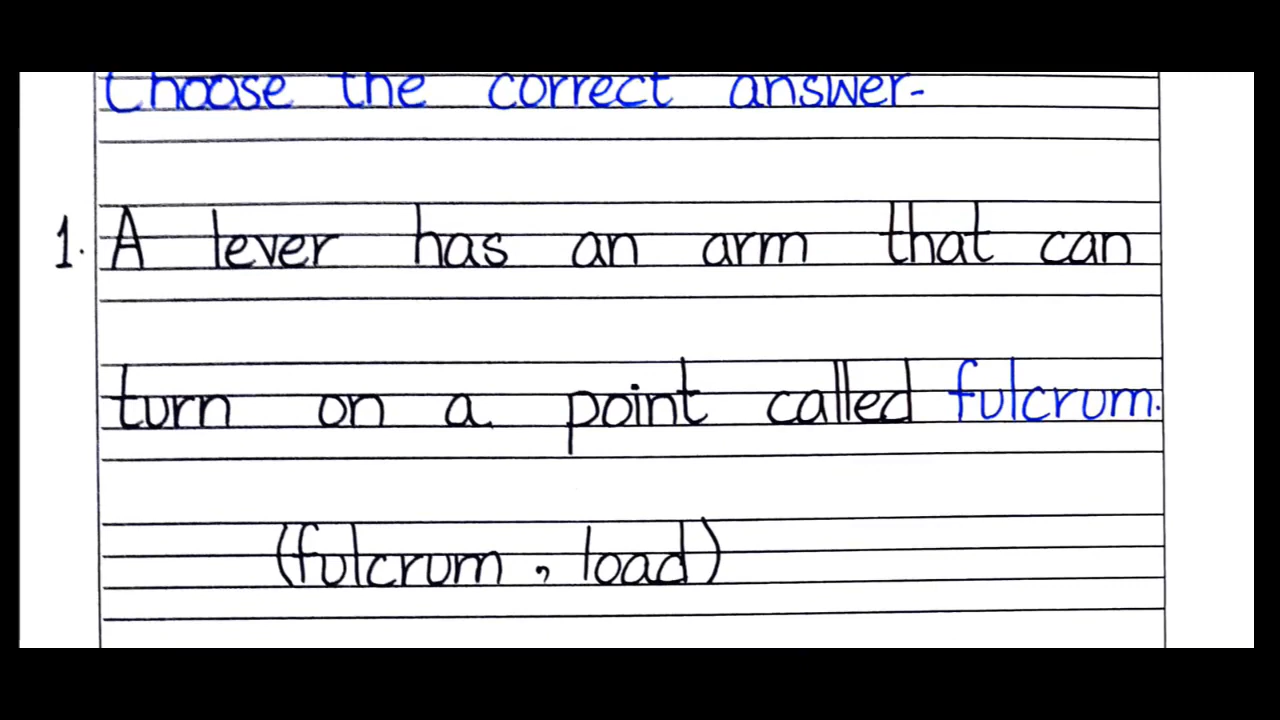 Choose the correct answer-
1. A lever has an arm that can
turn on a point called fulcrum.
(fulcrum, load)